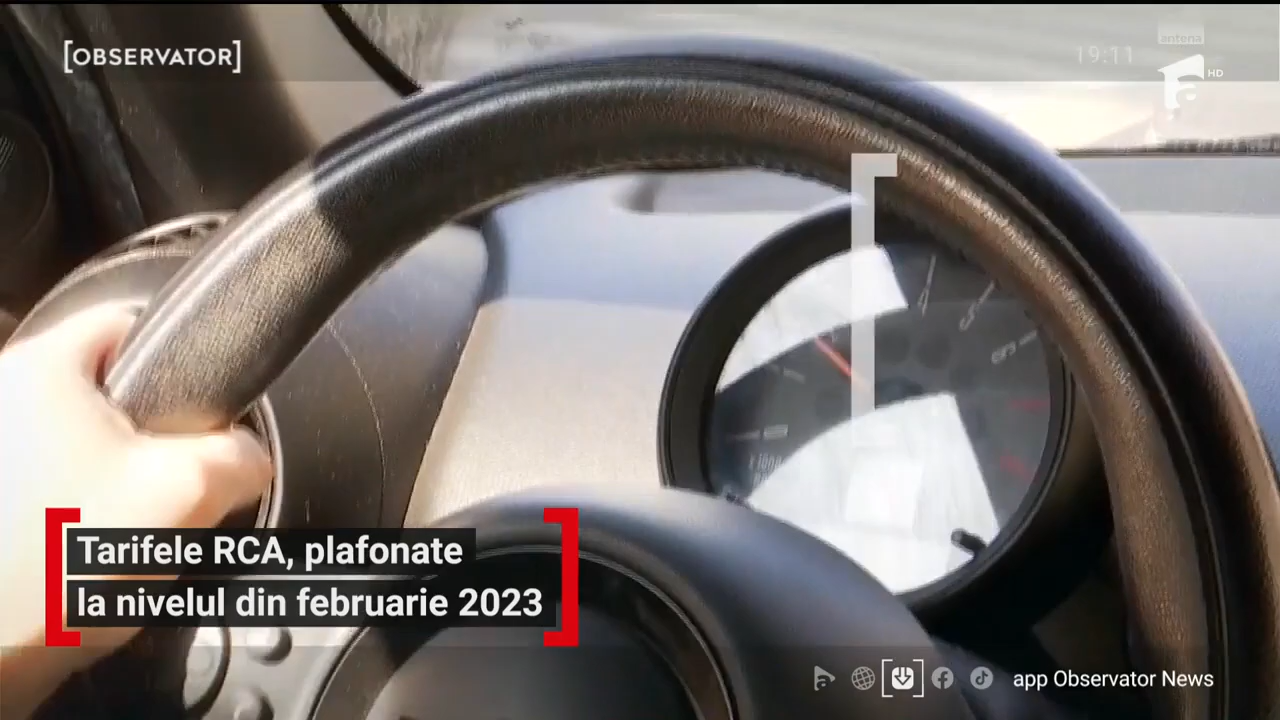 [OBSERVATOR]
antena
19:11
HD
Tarifele RCA, plafonate
la nivelul din februarie 2023
app Observator News